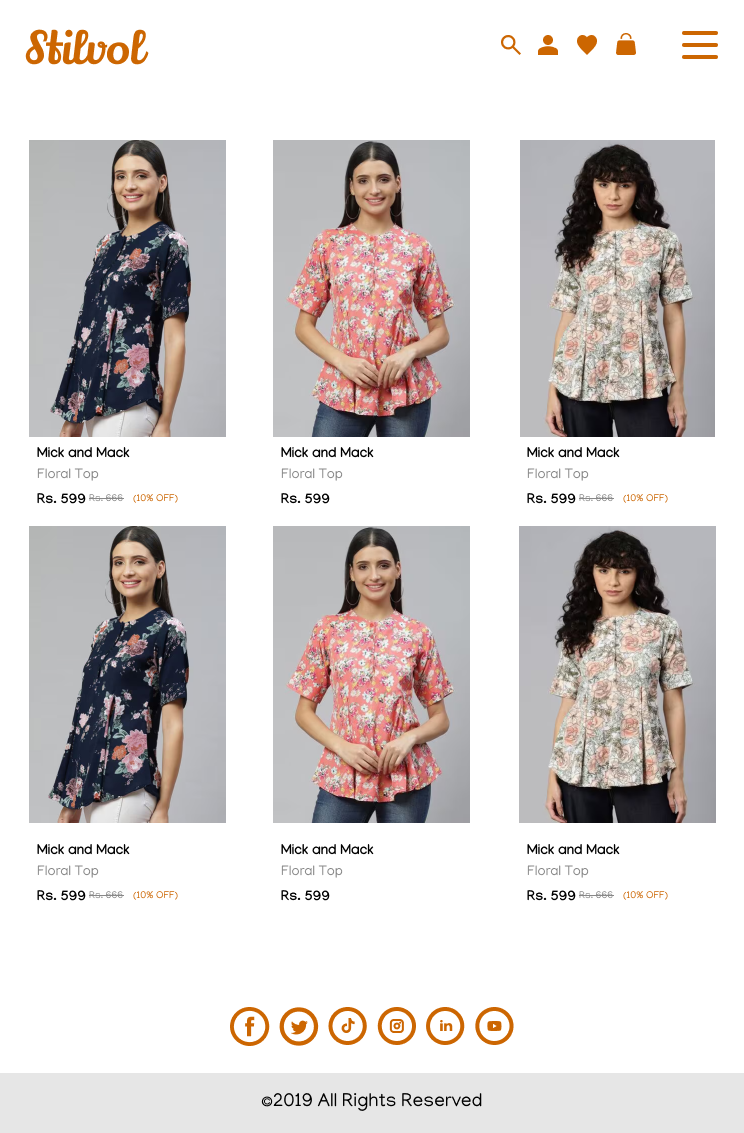 Stilvol
Mick and Mack
Floral Top
Rs. 599 Rs. 666 (10% OFF)
Mick and Mack
Floral Top
Rs. 599
Mick and Mack
Floral Top
Rs. 599 Rs. 666 (10% OFF)
Mick and Mack
Floral Top
Rs. 599 Rs. 666 (10% OFF)
Mick and Mack
Floral Top
Rs. 599
Mick and Mack
Floral Top
Rs. 599 Rs. 666 (10% OFF)
©2019 All Rights Reserved